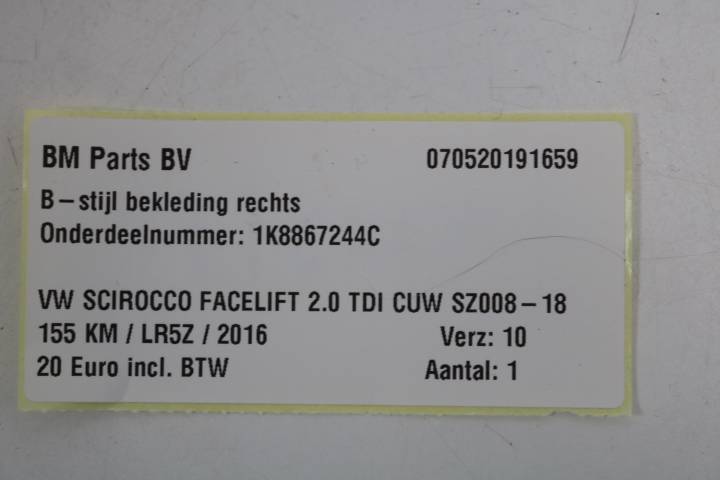 BM Parts BV 070520191659
B-stijl bekleding rechts
Onderdeelnummer: 1K8867244C
VW SCIROCCO FACELIFT 2.0 TDI CUW SZ008-18
155 KM / LR5Z / 2016 Verz: 10
20 Euro incl. BTW Aantal: 1